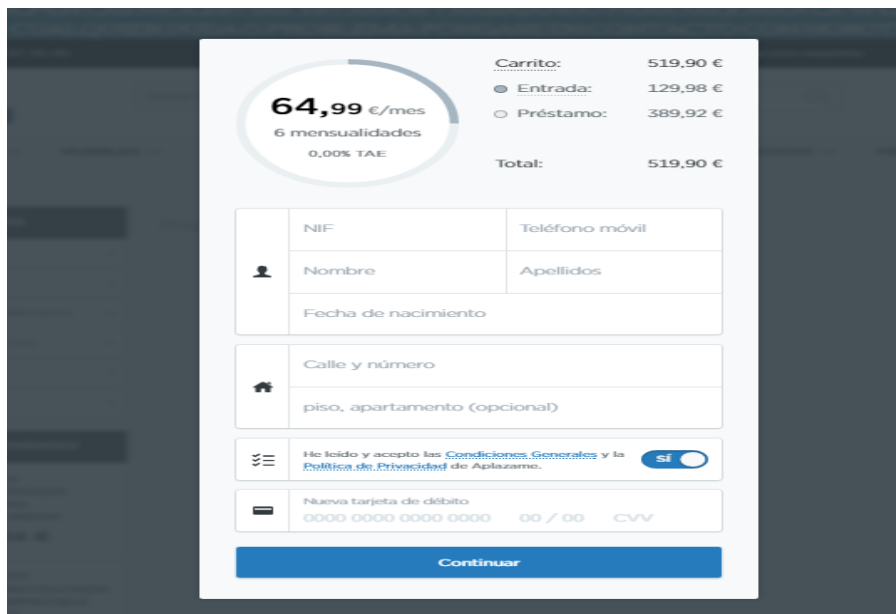 64,99 €/mes
6 mensualidades
0,00% TAE
Carrito: 519,90 €
Entrada: 129,98 €
Préstamo: 389,92 €
Total: 519,90 €
NIF Teléfono móvil
Nombre Apellidos
Fecha de nacimiento
Calle y número
piso, apartamento (opcional)
He leído y acepto las Condiciones Generales y la
Política de Privacidad de Aplazame.
SÍ
Nueva tarjeta de débito
0000 0000 0000 0000 00 / 00 CVV
Continuar